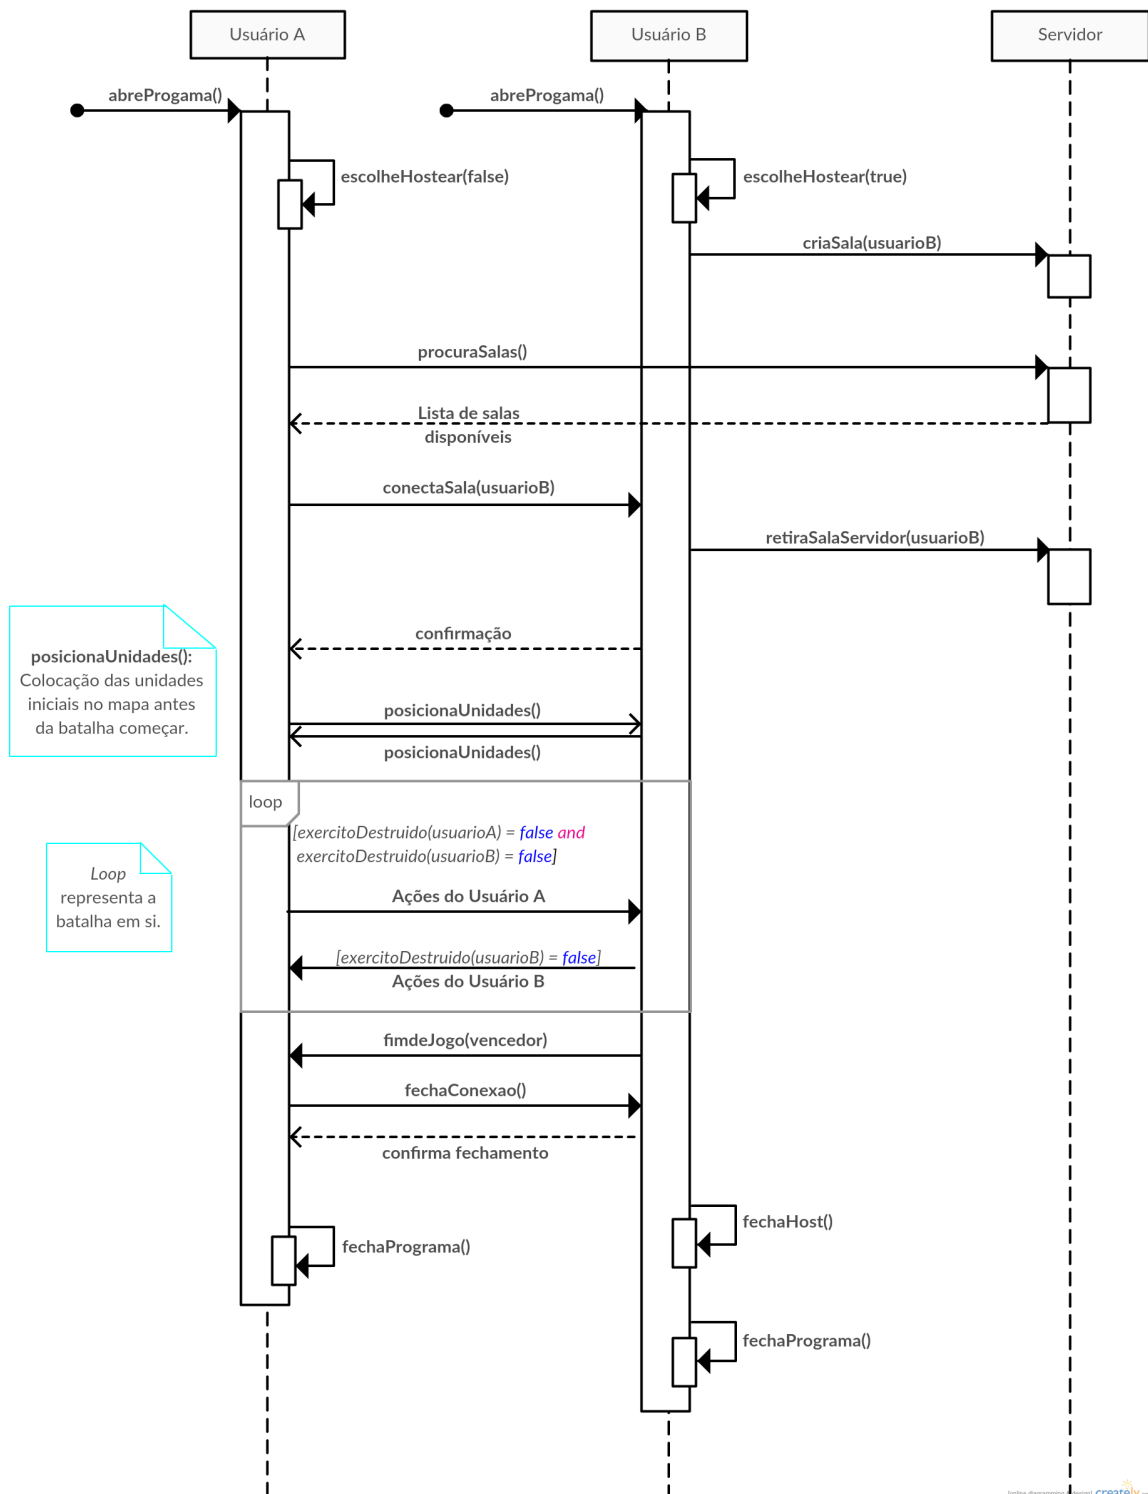 Usuário A
Usuário B
Servidor
abreProgama()
abreProgama()
escolheHostear(false)
escolheHostear(true)
criaSala(usuarioB)
procuraSalas()
Lista de salas
disponíveis
conectaSala(usuarioB)
retiraSalaServidor(usuarioB)
confirmação
posicionaUnidades():
Colocação das unidades
iniciais no mapa antes
da batalha começar.
posicionaUnidades()
posicionaUnidades()
loop
[exercitoDestruido(usuarioA) = false and
exercitoDestruido(usuarioB) = false]
Loop
representa a
batalha em si.
Ações do Usuário A
[exercitoDestruido(usuarioB) = false]
Ações do Usuário B
fimdeJogo(vencedor)
fechaConexao()
confirma fechamento
fechaHost()
fechaPrograma()
fechaPrograma()
creately